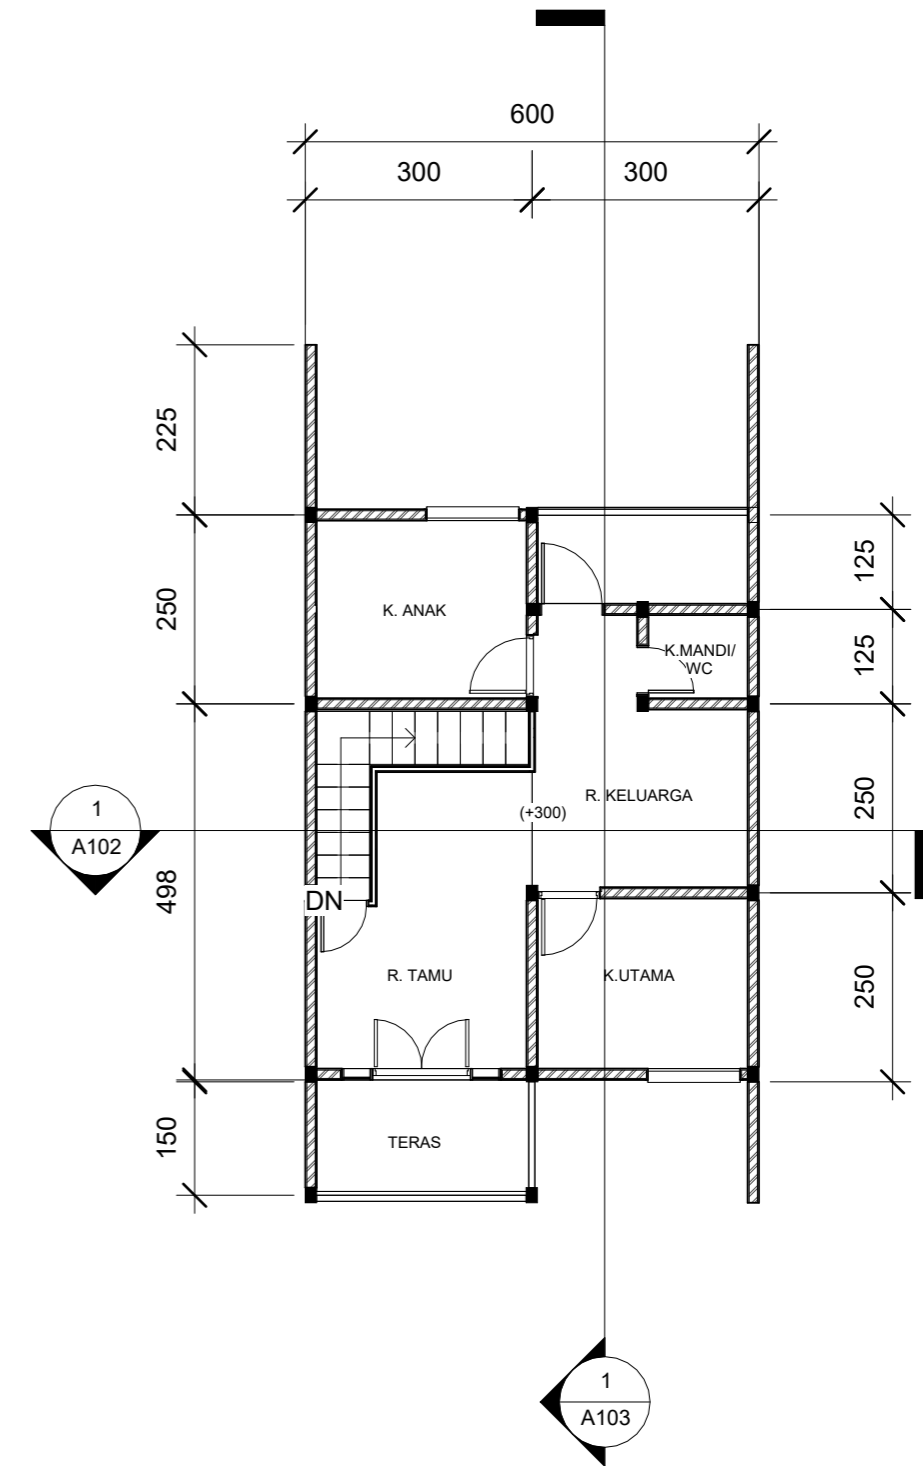 600
300
300
225
125
250
K. ANAK
K.MANDI/
WC
125
R. KELUARGA
250
(+300)
1
A102
498
DN
R. TAMU
K.UTAMA
250
150
TERAS
1
A103